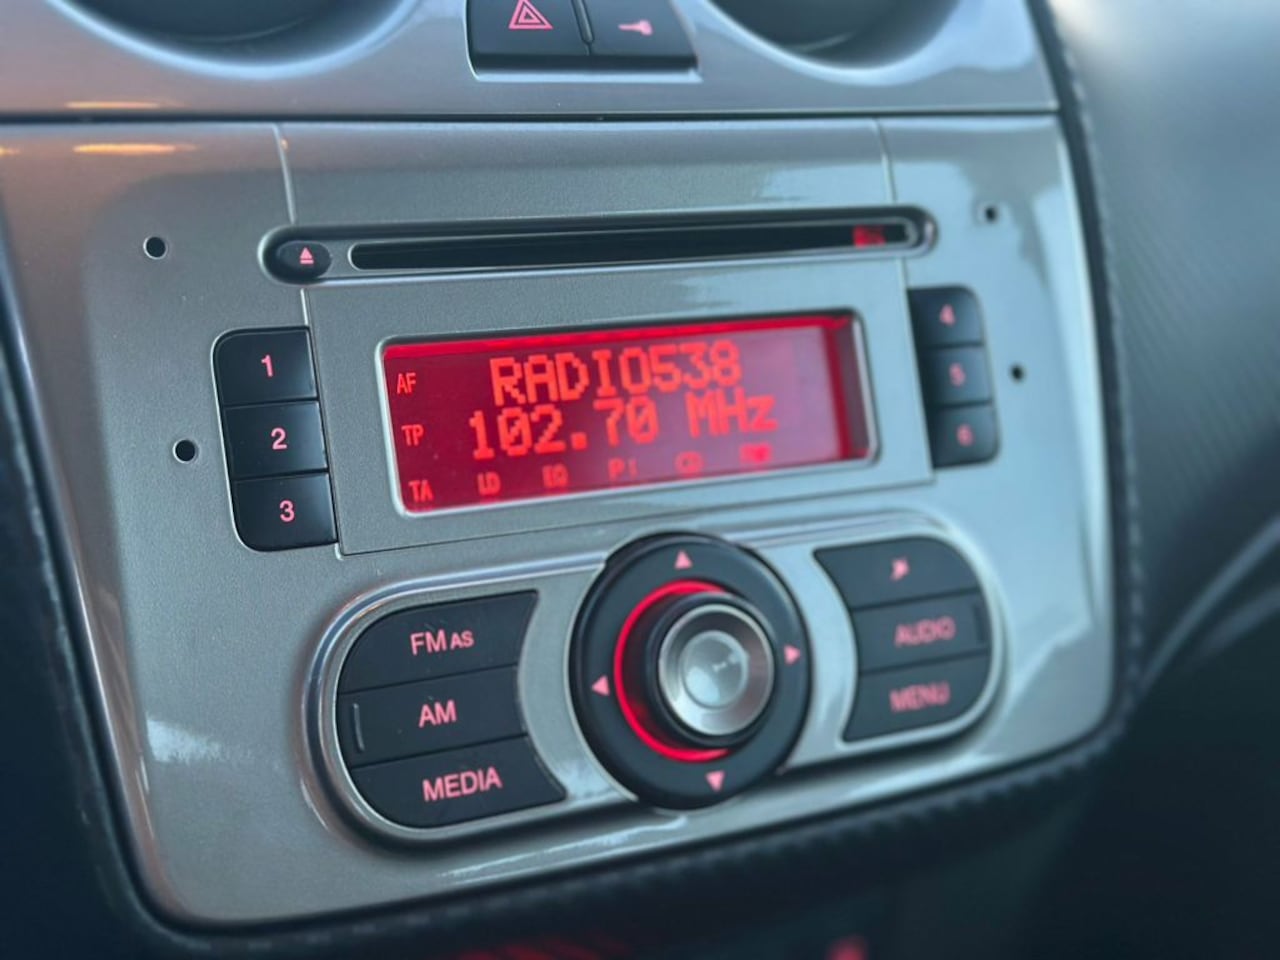 1
2
3
AF
TP
TA
RADIO538
102.70 MHz
LD EQ
CD
4
5
6
FM AS
AM
MEDIA
AUDIO
MENU